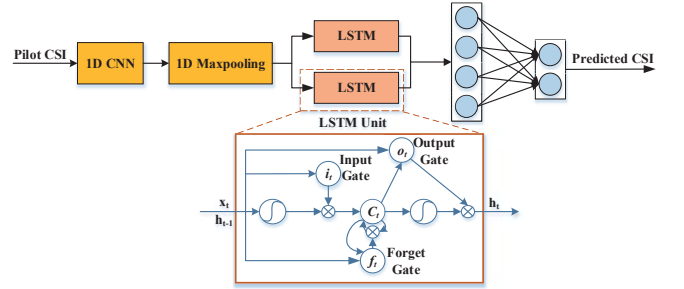 Pilot CSI
1D CNN
1D Maxpooling
LSTM
LSTM
Predicted CSI
LSTM Unit
Input
Gate
Output
Gate
o_t
i_t
x_t
h_{t-1}
C_t
h_t
f_t
Forget
Gate